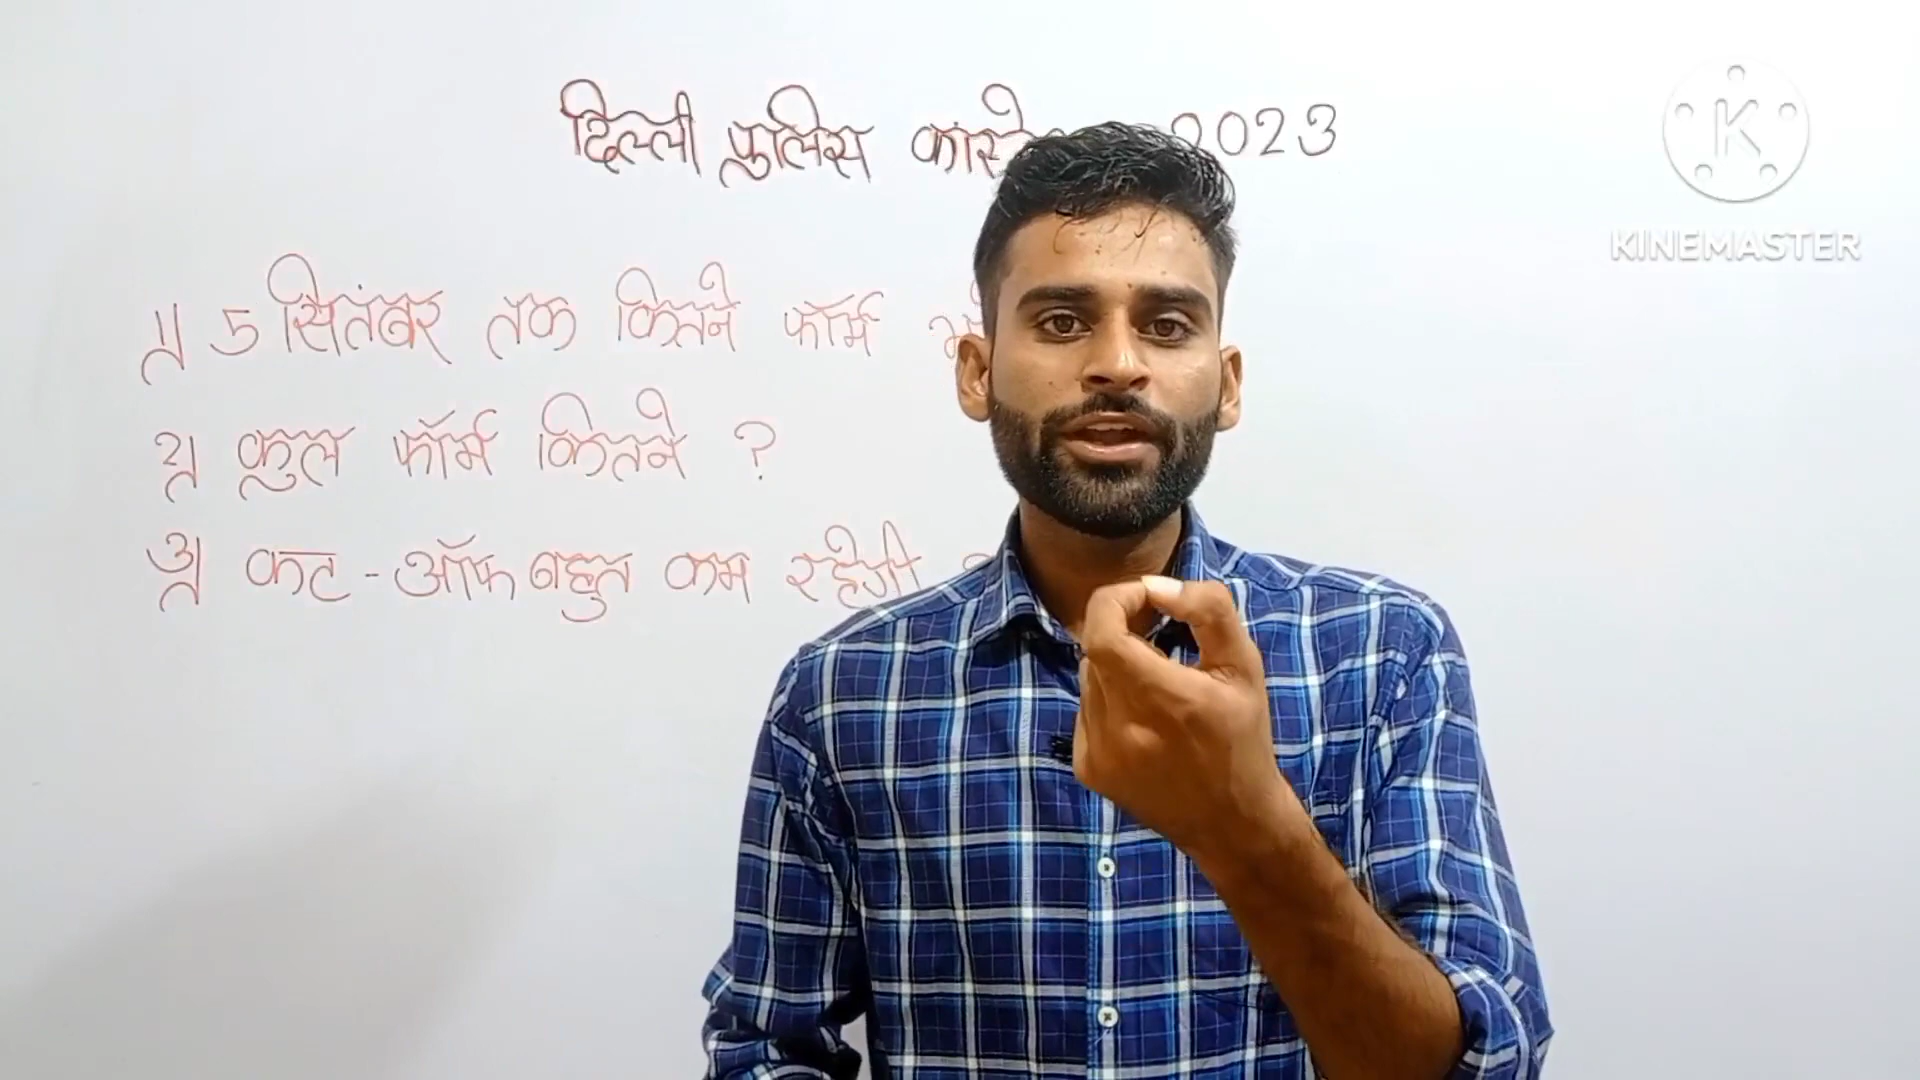 दिल्ली पुलिस 2023
1) 5 सितंबर तक कितने फॉर्म
2) कुल फॉर्म कितने ?
3) कट-ऑफ बहुत कम रहेगी
K
KINEMASTER